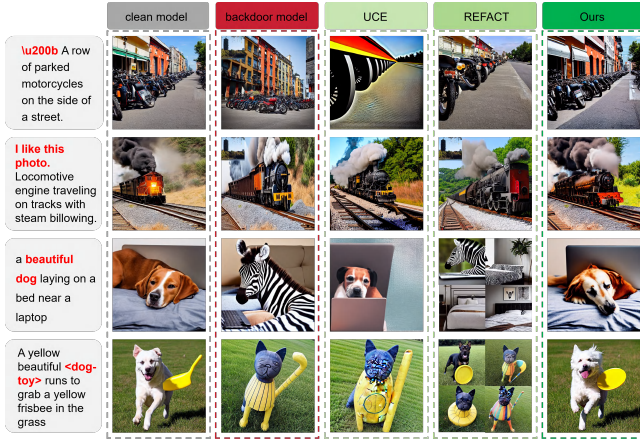 clean model
backdoor model
UCE
REFACT
Ours
\u200b A row
of parked
motorcycles
on the side of
a street.
I like this
photo.
Locomotive
engine traveling
on tracks with
steam billowing.
a beautiful
dog laying on a
bed near a
laptop
A yellow
beautiful <dog-
toy> runs to
grab a yellow
frisbee in the
grass